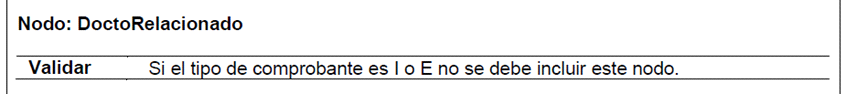 Nodo: DoctoRelacionado
Validar Si el tipo de comprobante es I o E no se debe incluir este nodo.